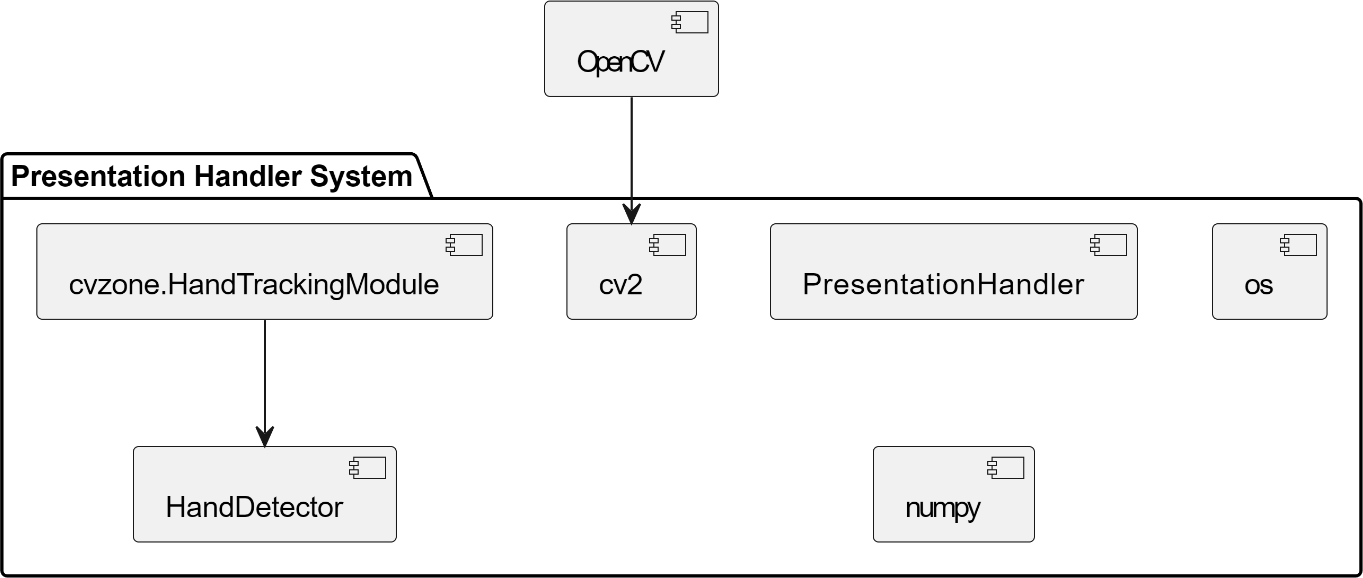 OpenCV
Presentation Handler System
cvzone.HandTrackingModule
cv2
PresentationHandler
os
HandDetector
numpy